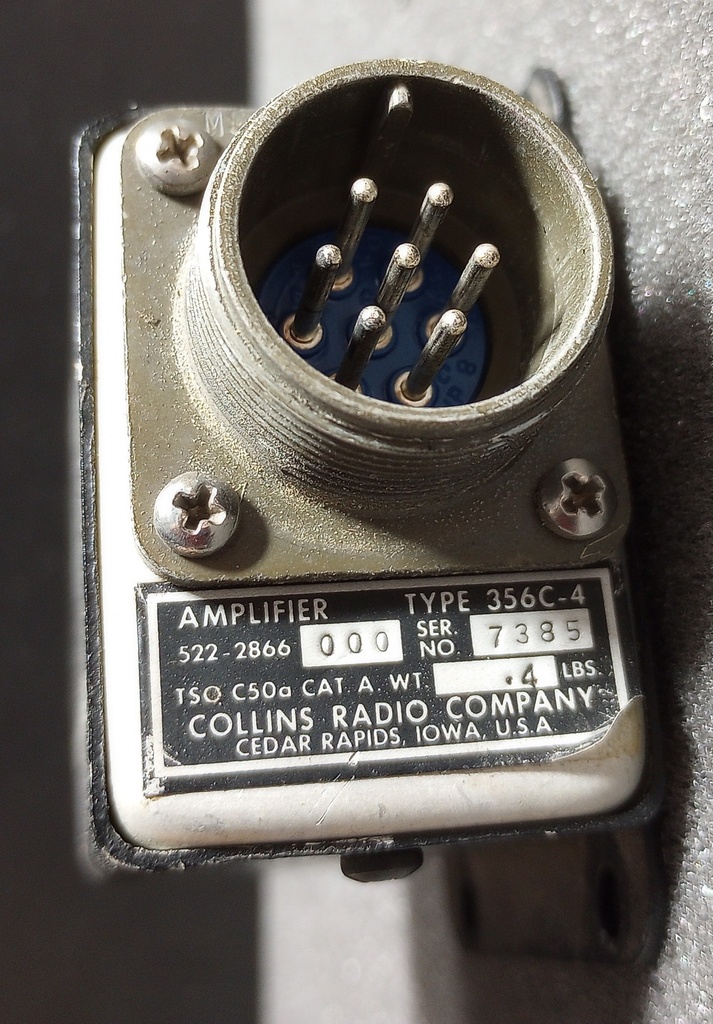 AMPLIFIER TYPE 356C-4
522-2866 000 SER. NO. 7385
TSO C50a CAT A WT .4 LBS.
COLLINS RADIO COMPANY
CEDAR RAPIDS, IOWA, U.S.A.